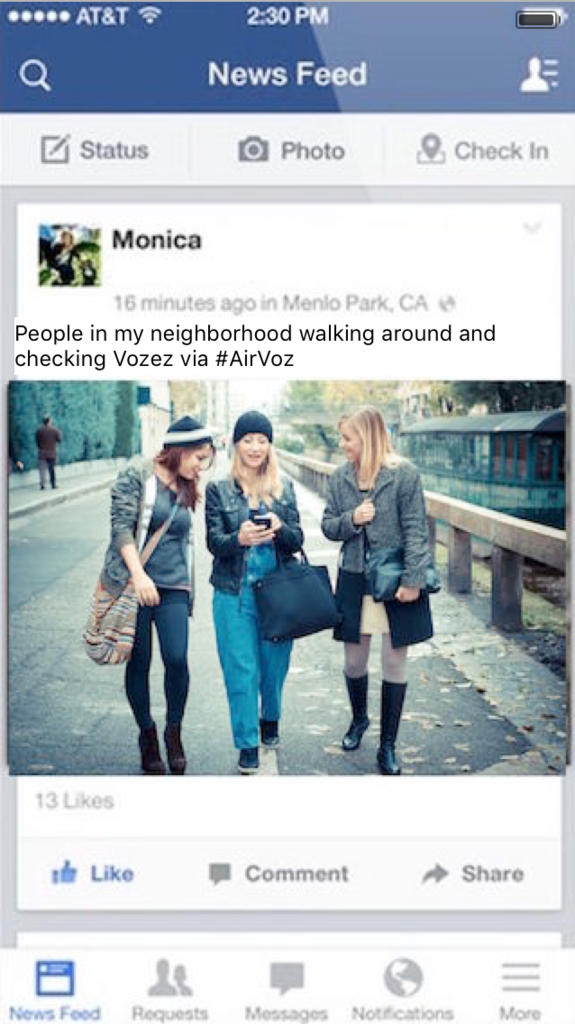 AT&T 2:30 PM
News Feed
Status Photo Check In
Monica
16 minutes ago in Menlo Park, CA
People in my neighborhood walking around and
checking Vozez via #AirVoz
13 Likes
Like Comment Share
News Feed Requests Messages Notifications More